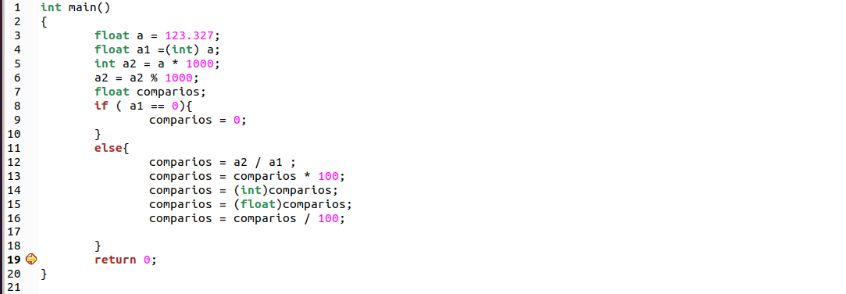 1 int main()
2 {
3 float a = 123.327;
4 float a1 =(int) a;
5 int a2 = a * 1000;
6 a2 = a2 % 1000;
7 float comparios;
8 if ( a1 == 0){
9 comparios = 0;
10 }
11 else{
12 comparios = a2 / a1 ;
13 comparios = comparios * 100;
14 comparios = (int)comparios;
15 comparios = (float)comparios;
16 comparios = comparios / 100;
17
18 }
19 return 0;
20 }
21